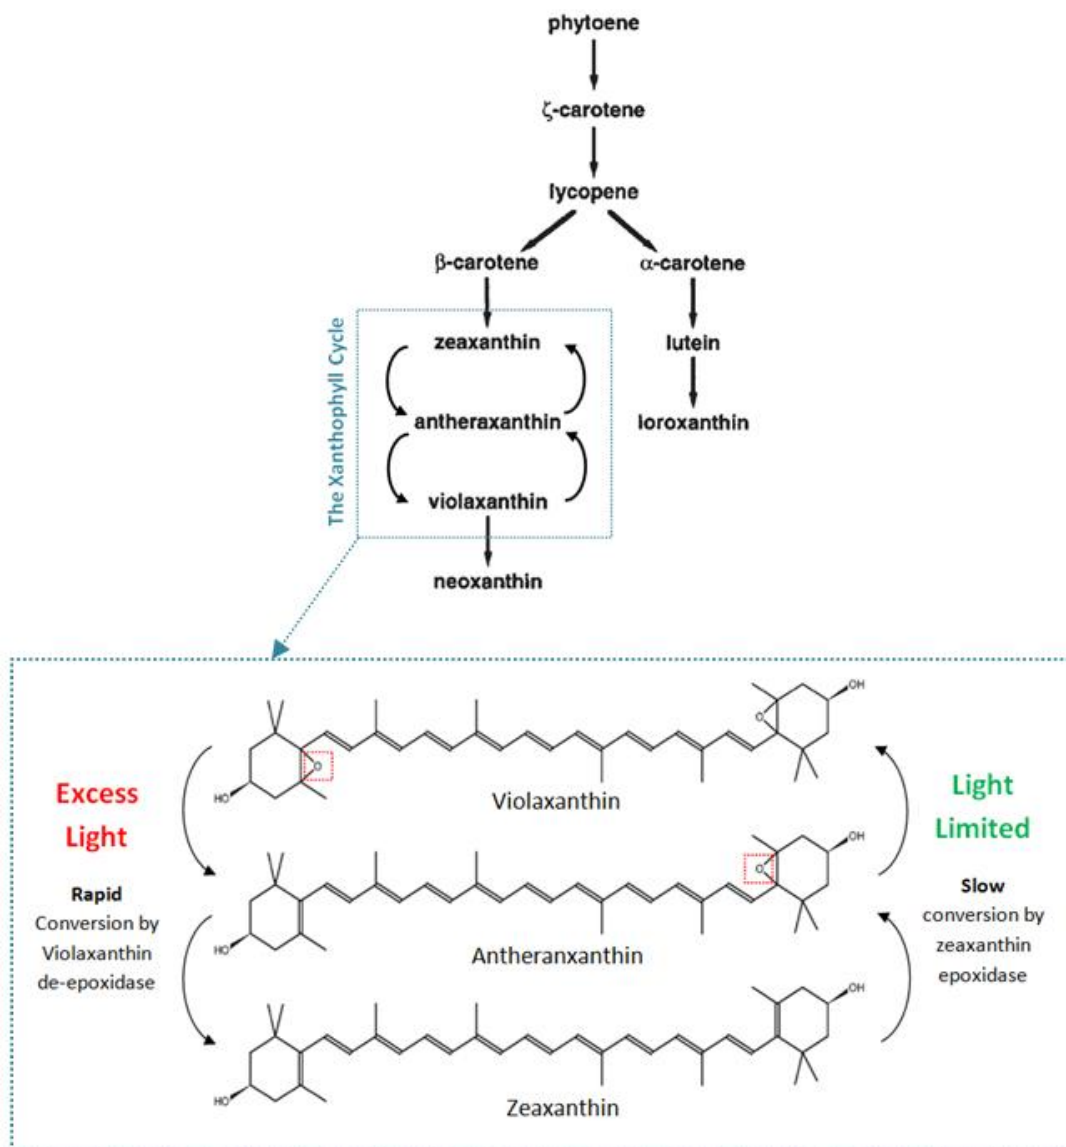 phytoene
ζ-carotene
lycopene
β-carotene
α-carotene
The Xanthophyll Cycle
zeaxanthin
lutein
antheraxanthin
loroxanthin
violaxanthin
neoxanthin
OH
O
O
HO
Violaxanthin
Excess
Light
Light
Limited
OH
O
Rapid
Conversion by
Violaxanthin
de-epoxidase
Slow
conversion by
zeaxanthin
epoxidase
HO
Antheranxanthin
OH
HO
Zeaxanthin